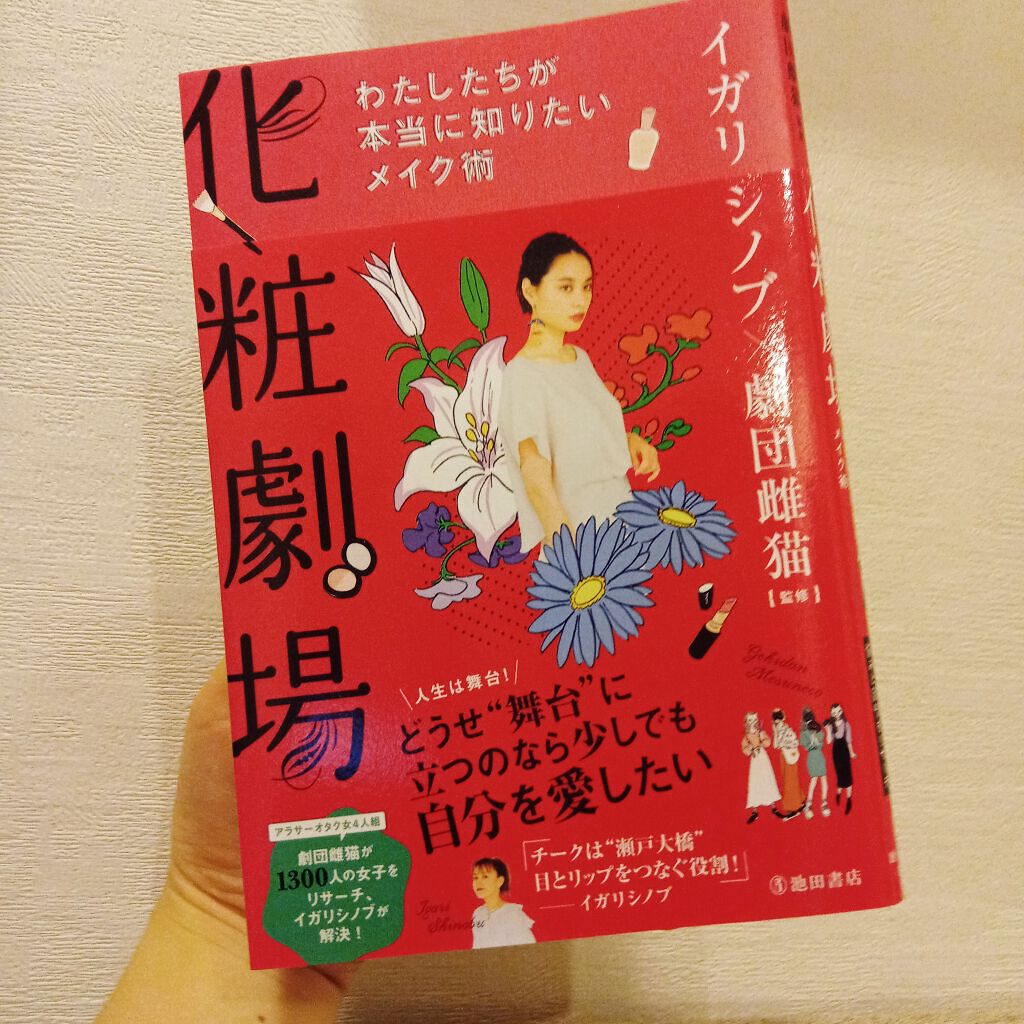 化粧劇場
わたしたちが
本当に知りたい
メイク術
イガリシノブ×劇団雌猫
【監修】
人生は舞台!
どうせ“舞台”に
立つのなら少しでも
自分を愛したい
アラサーオタク女4人組
劇団雌猫が
1300人の女子を
リサーチ、
イガリシノブが
解決!
「チークは“瀬戸大橋”
目とリップをつなぐ役割!」
――イガリシノブ
Igari
Shinobu
Gekidan
Mesuneco
池田書店
化粧劇場